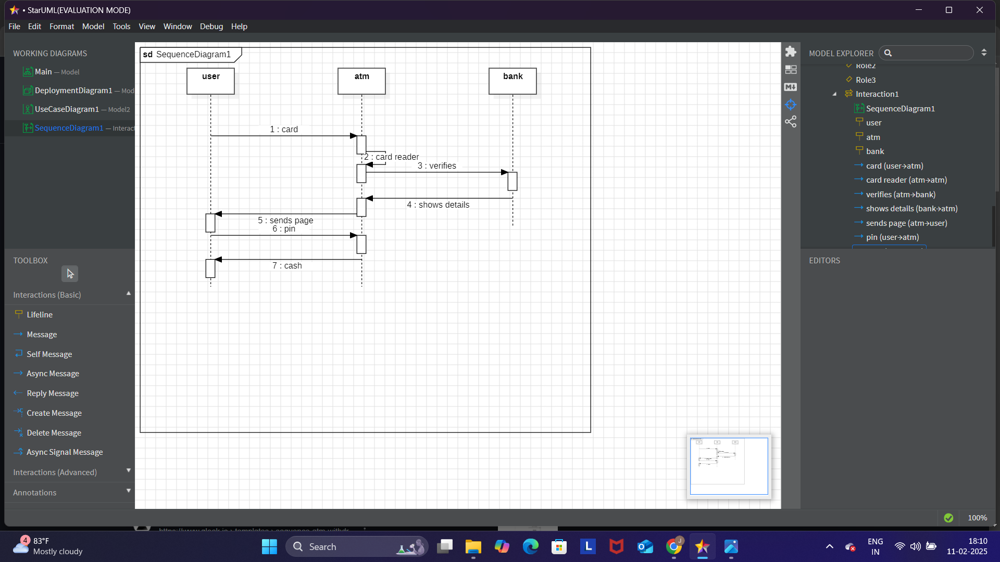 • StarUML(EVALUATION MODE)
File Edit Format Model Tools View Window Debug Help
WORKING DIAGRAMS
Main — Model
DeploymentDiagram1 — Mod
UseCaseDiagram1 — Model2
SequenceDiagram1 — Interact
TOOLBOX
Interactions (Basic)
Lifeline
Message
Self Message
Async Message
Reply Message
Create Message
Delete Message
Async Signal Message
Interactions (Advanced)
Annotations
sd SequenceDiagram1
user atm bank
1 : card
2 : card reader
3 : verifies
4 : shows details
5 : sends page
6 : pin
7 : cash
MODEL EXPLORER
Role2
Role3
Interaction1
SequenceDiagram1
user
atm
bank
card (user→atm)
card reader (atm→atm)
verifies (atm→bank)
shows details (bank→atm)
sends page (atm→user)
pin (user→atm)
EDITORS
100%
4
83°F
Mostly cloudy
Search
L
J
ENG
IN
18:10
11-02-2025